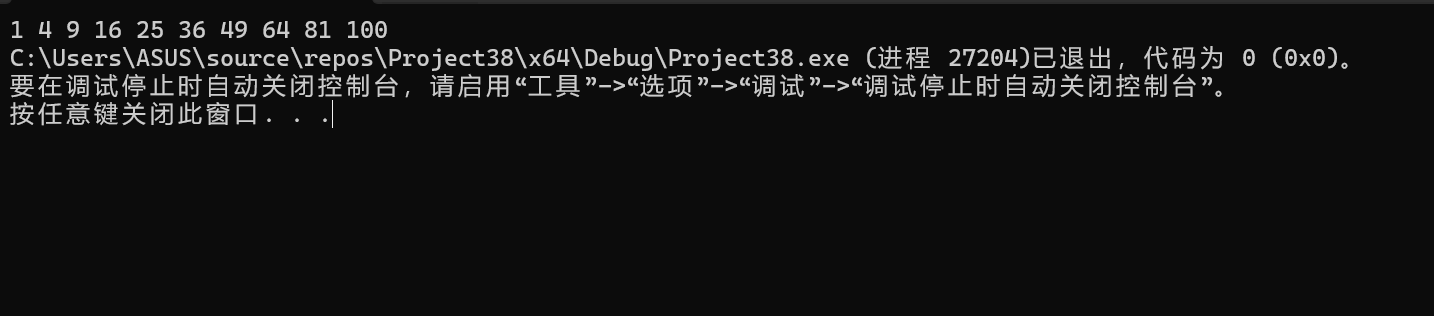 1 4 9 16 25 36 49 64 81 100
C:\Users\ASUS\source\repos\Project38\x64\Debug\Project38.exe (进程 27204)已退出，代码为 0 (0x0)。
要在调试停止时自动关闭控制台，请启用“工具”->“选项”->“调试”->“调试停止时自动关闭控制台”。
按任意键关闭此窗口. . .